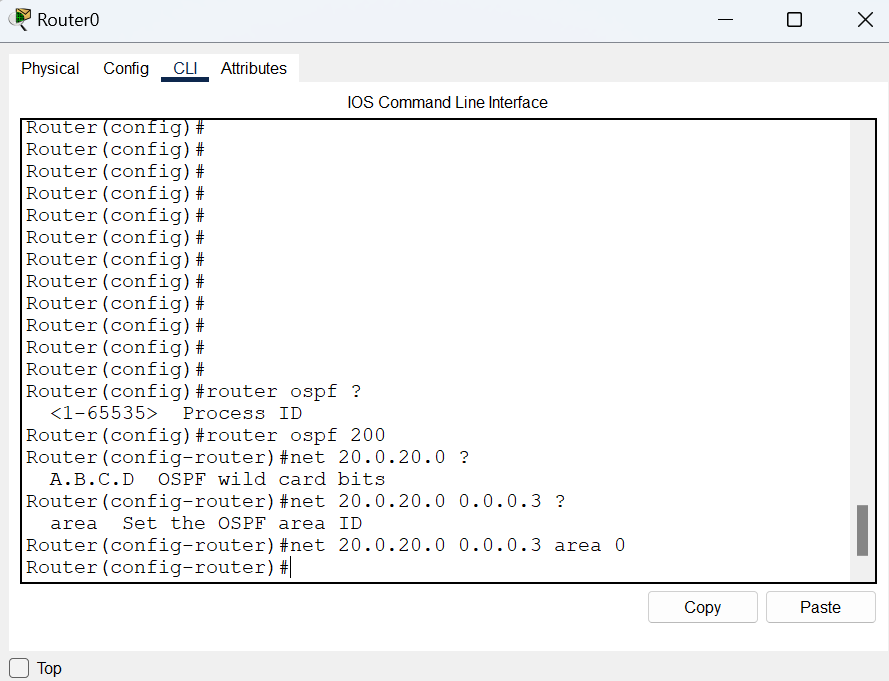 Router0
Physical Config CLI Attributes
IOS Command Line Interface
Router(config)#
Router(config)#
Router(config)#
Router(config)#
Router(config)#
Router(config)#
Router(config)#
Router(config)#
Router(config)#
Router(config)#
Router(config)#
Router(config)#
Router(config)#router ospf ?
  <1-65535>  Process ID
Router(config)#router ospf 200
Router(config-router)#net 20.0.20.0 ?
  A.B.C.D  OSPF wild card bits
Router(config-router)#net 20.0.20.0 0.0.0.3 ?
  area  Set the OSPF area ID
Router(config-router)#net 20.0.20.0 0.0.0.3 area 0
Router(config-router)#
Copy Paste
Top